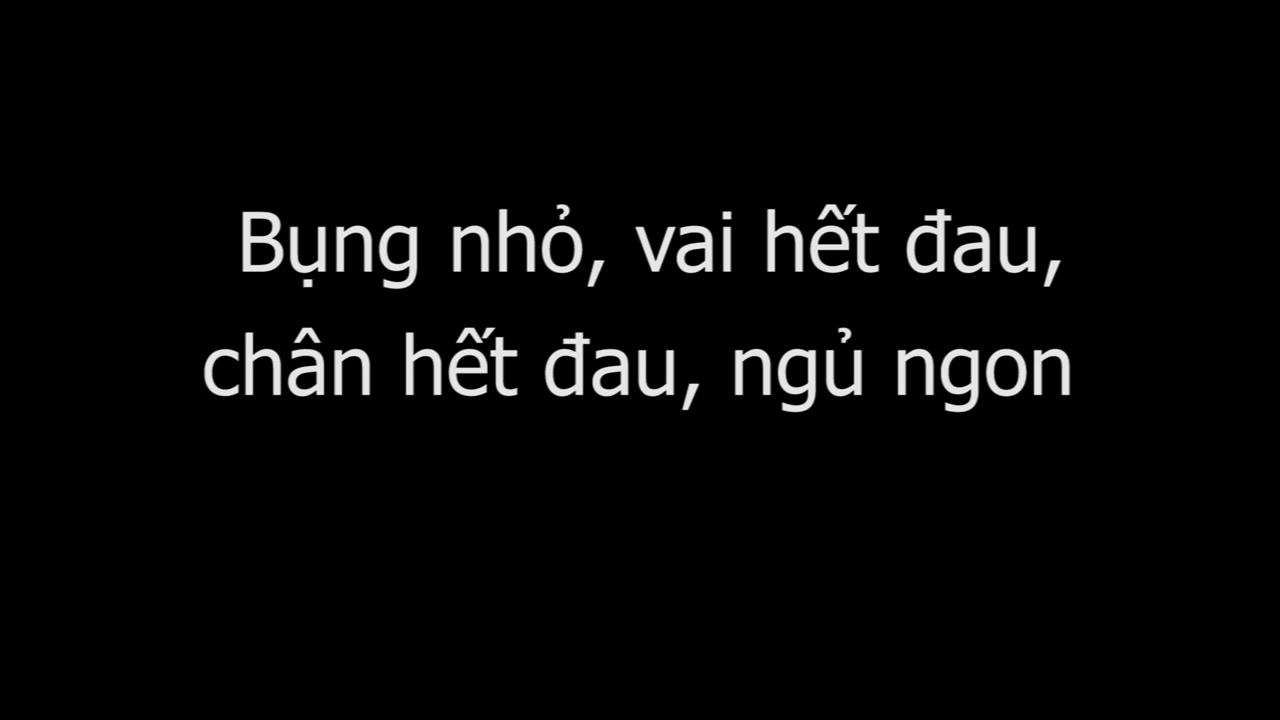 Bụng nhỏ, vai hết đau,
chân hết đau, ngủ ngon